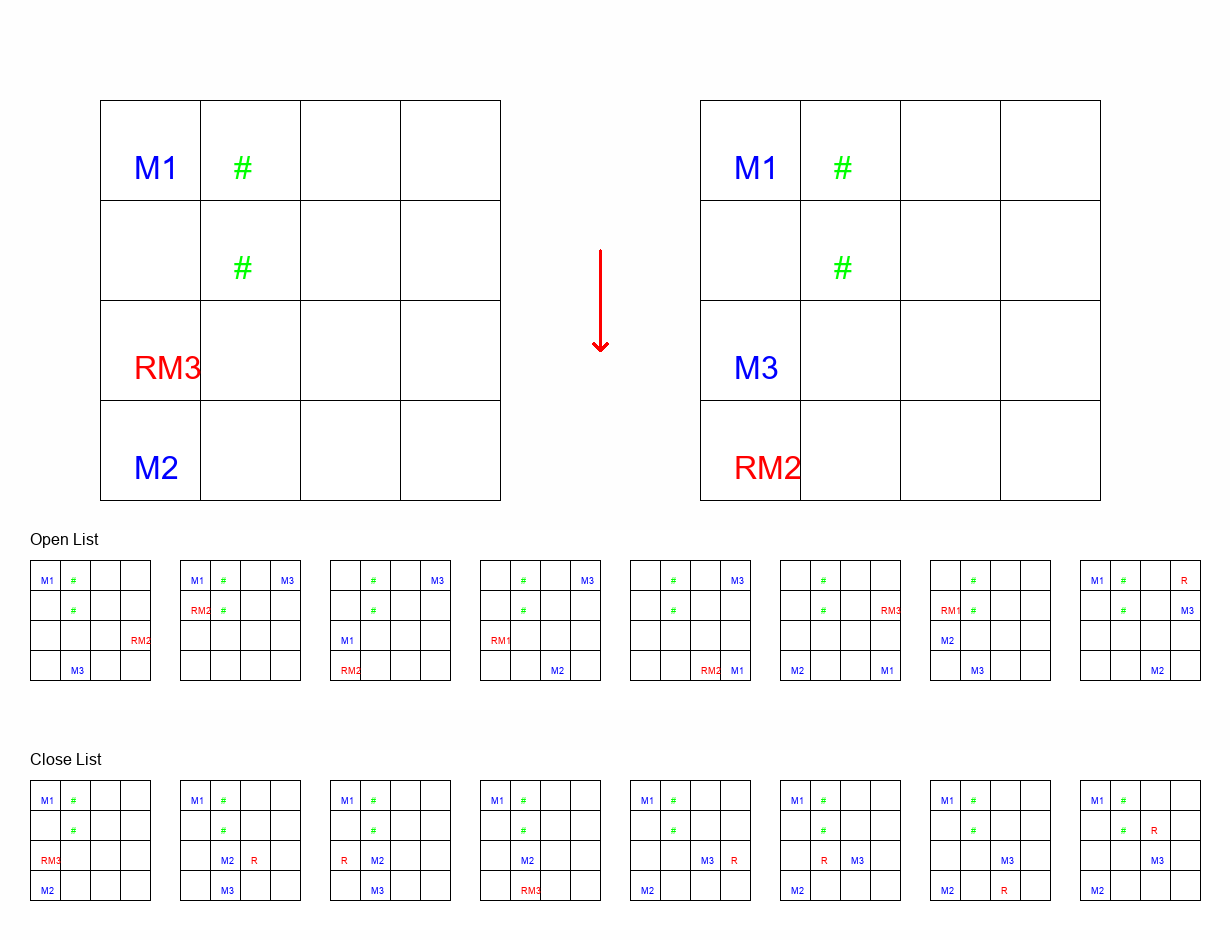 M1 # M1 #
# #
RM3 M3
M2 RM2
Open List
M1 # M1 # M3 # M3 # M3 # M3 # # M1 # R
# RM2 # # # # # RM3 RM1 # # M3
RM2 M1 RM1 M2
M3 RM2 M2 RM2 M1 M2 M1 M3 M2
Close List
M1 # M1 # M1 # M1 # M1 # M1 # M1 # M1 #
# # # # # # # # R
RM3 M2 R R M2 M2 M3 R R M3 M3 M3
M2 M3 M3 RM3 M2 M2 M2 R M2